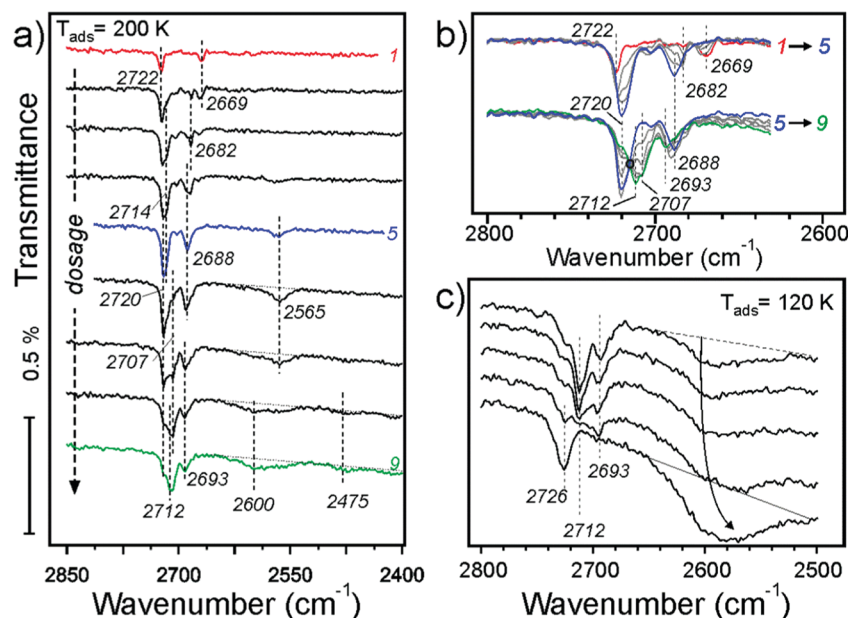 a)
T_ads= 200 K
1
2722
2669
2682
2714
5
2688
2720
2565
2707
9
2693
2712
2600
2475
dosage
Transmittance
0.5 %
2850 2700 2550 2400
Wavenumber (cm⁻¹)
b)
2722
1 → 5
2669
2682
2720
5 → 9
2688
2693
2712
2707
2800 2700 2600
Wavenumber (cm⁻¹)
c)
T_ads= 120 K
2693
2726
2712
2800 2700 2600 2500
Wavenumber (cm⁻¹)